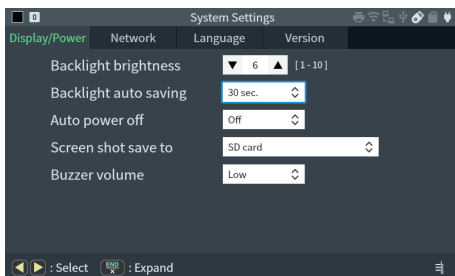 0 System Settings
Display/Power Network Language Version
Backlight brightness ▼ 6 ▲ [1-10]
Backlight auto saving 30 sec.
Auto power off Off
Screen shot save to SD card
Buzzer volume Low
◀ ▶ : Select END × : Expand